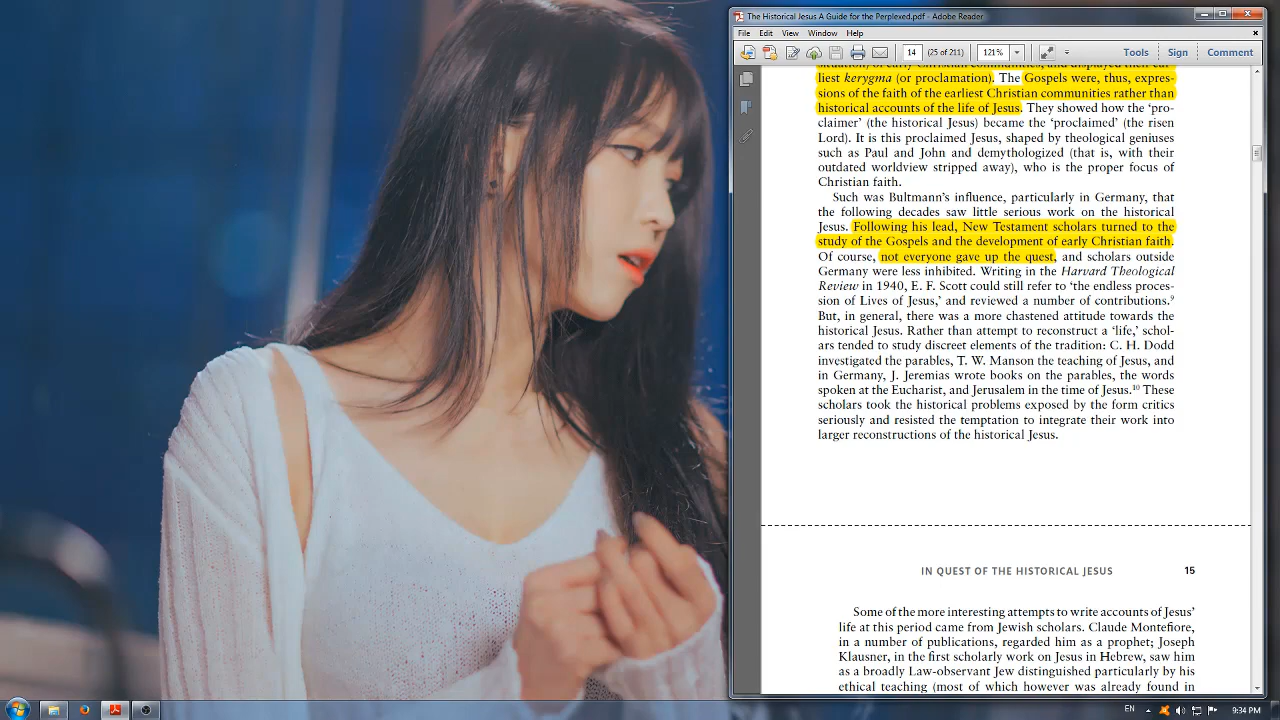 The Historical Jesus A Guide for the Perplexed.pdf - Adobe Reader
File Edit View Window Help
14 (25 of 211) 121% Tools Sign Comment
situation) of early Christian communities, and displayed their ear-
liest kerygma (or proclamation). The Gospels were, thus, expres-
sions of the faith of the earliest Christian communities rather than
historical accounts of the life of Jesus. They showed how the ‘pro-
claimer’ (the historical Jesus) became the ‘proclaimed’ (the risen
Lord). It is this proclaimed Jesus, shaped by theological geniuses
such as Paul and John and demythologized (that is, with their
outdated worldview stripped away), who is the proper focus of
Christian faith.
Such was Bultmann’s influence, particularly in Germany, that
the following decades saw little serious work on the historical
Jesus. Following his lead, New Testament scholars turned to the
study of the Gospels and the development of early Christian faith.
Of course, not everyone gave up the quest, and scholars outside
Germany were less inhibited. Writing in the Harvard Theological
Review in 1940, E. F. Scott could still refer to ‘the endless proces-
sion of Lives of Jesus,’ and reviewed a number of contributions.⁹
But, in general, there was a more chastened attitude towards the
historical Jesus. Rather than attempt to reconstruct a ‘life,’ schol-
ars tended to study discreet elements of the tradition: C. H. Dodd
investigated the parables, T. W. Manson the teaching of Jesus, and
in Germany, J. Jeremias wrote books on the parables, the words
spoken at the Eucharist, and Jerusalem in the time of Jesus.¹⁰ These
scholars took the historical problems exposed by the form critics
seriously and resisted the temptation to integrate their work into
larger reconstructions of the historical Jesus.
IN QUEST OF THE HISTORICAL JESUS 15
Some of the more interesting attempts to write accounts of Jesus’
life at this period came from Jewish scholars. Claude Montefiore,
in a number of publications, regarded him as a prophet; Joseph
Klausner, in the first scholarly work on Jesus in Hebrew, saw him
as a broadly Law-observant Jew distinguished particularly by his
ethical teaching (most of which however was already found in
EN 9:34 PM